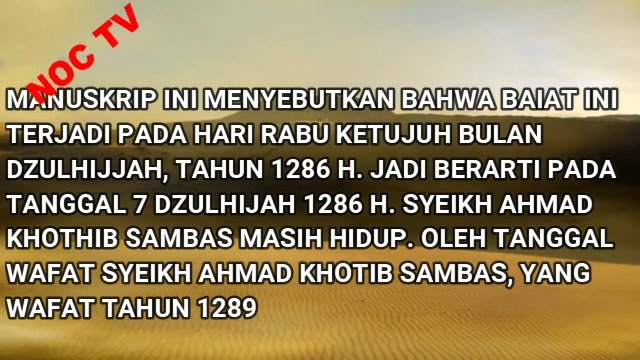 NOC TV
MANUSKRIP INI MENYEBUTKAN BAHWA BAIAT INI
TERJADI PADA HARI RABU KETUJUH BULAN
DZULHIJJAH, TAHUN 1286 H. JADI BERARTI PADA
TANGGAL 7 DZULHIJAH 1286 H. SYEIKH AHMAD
KHOTHIB SAMBAS MASIH HIDUP. OLEH TANGGAL
WAFAT SYEIKH AHMAD KHOTIB SAMBAS, YANG
WAFAT TAHUN 1289